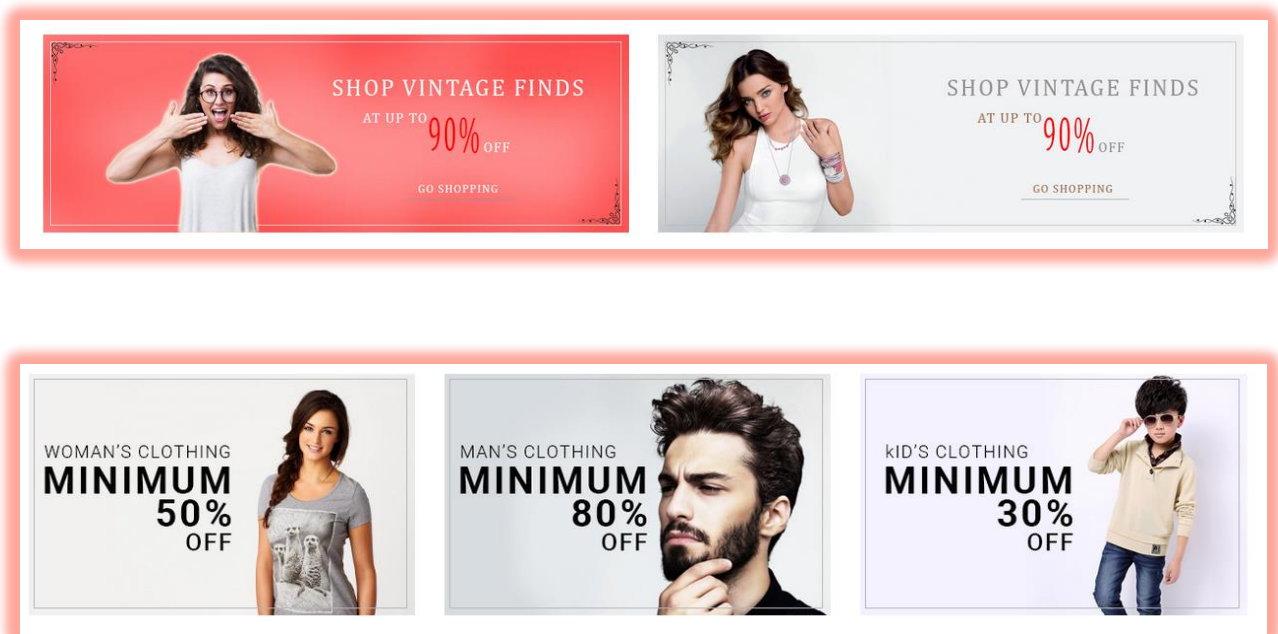 SHOP VINTAGE FINDS
AT UP TO 90% OFF
GO SHOPPING
SHOP VINTAGE FINDS
AT UP TO 90% OFF
GO SHOPPING
WOMAN'S CLOTHING
MINIMUM
50%
OFF
MAN'S CLOTHING
MINIMUM
80%
OFF
kID'S CLOTHING
MINIMUM
30%
OFF